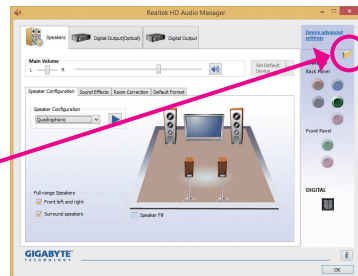 Realtek HD Audio Manager
Speakers
Digital Output(Optical)
Digital Output
Device advanced
settings
Main Volume
L
R
Set Default
Device
Back Panel
Speaker Configuration
Sound Effects
Room Correction
Default Format
Speaker Configuration
Quadraphonic
Front Panel
Full-range Speakers
Front left and right
Surround speakers
Speaker Fill
DIGITAL
GIGABYTE
TECHNOLOGY
i
OK